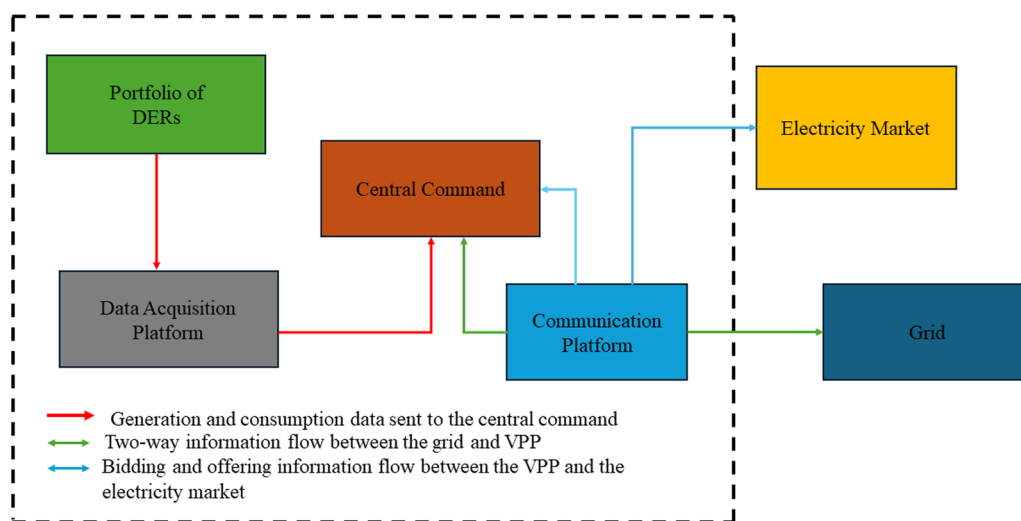 Portfolio of
DERs
Electricity Market
Central Command
Data Acquisition
Platform
Communication
Platform
Grid
Generation and consumption data sent to the central command
Two-way information flow between the grid and VPP
Bidding and offering information flow between the VPP and the
electricity market